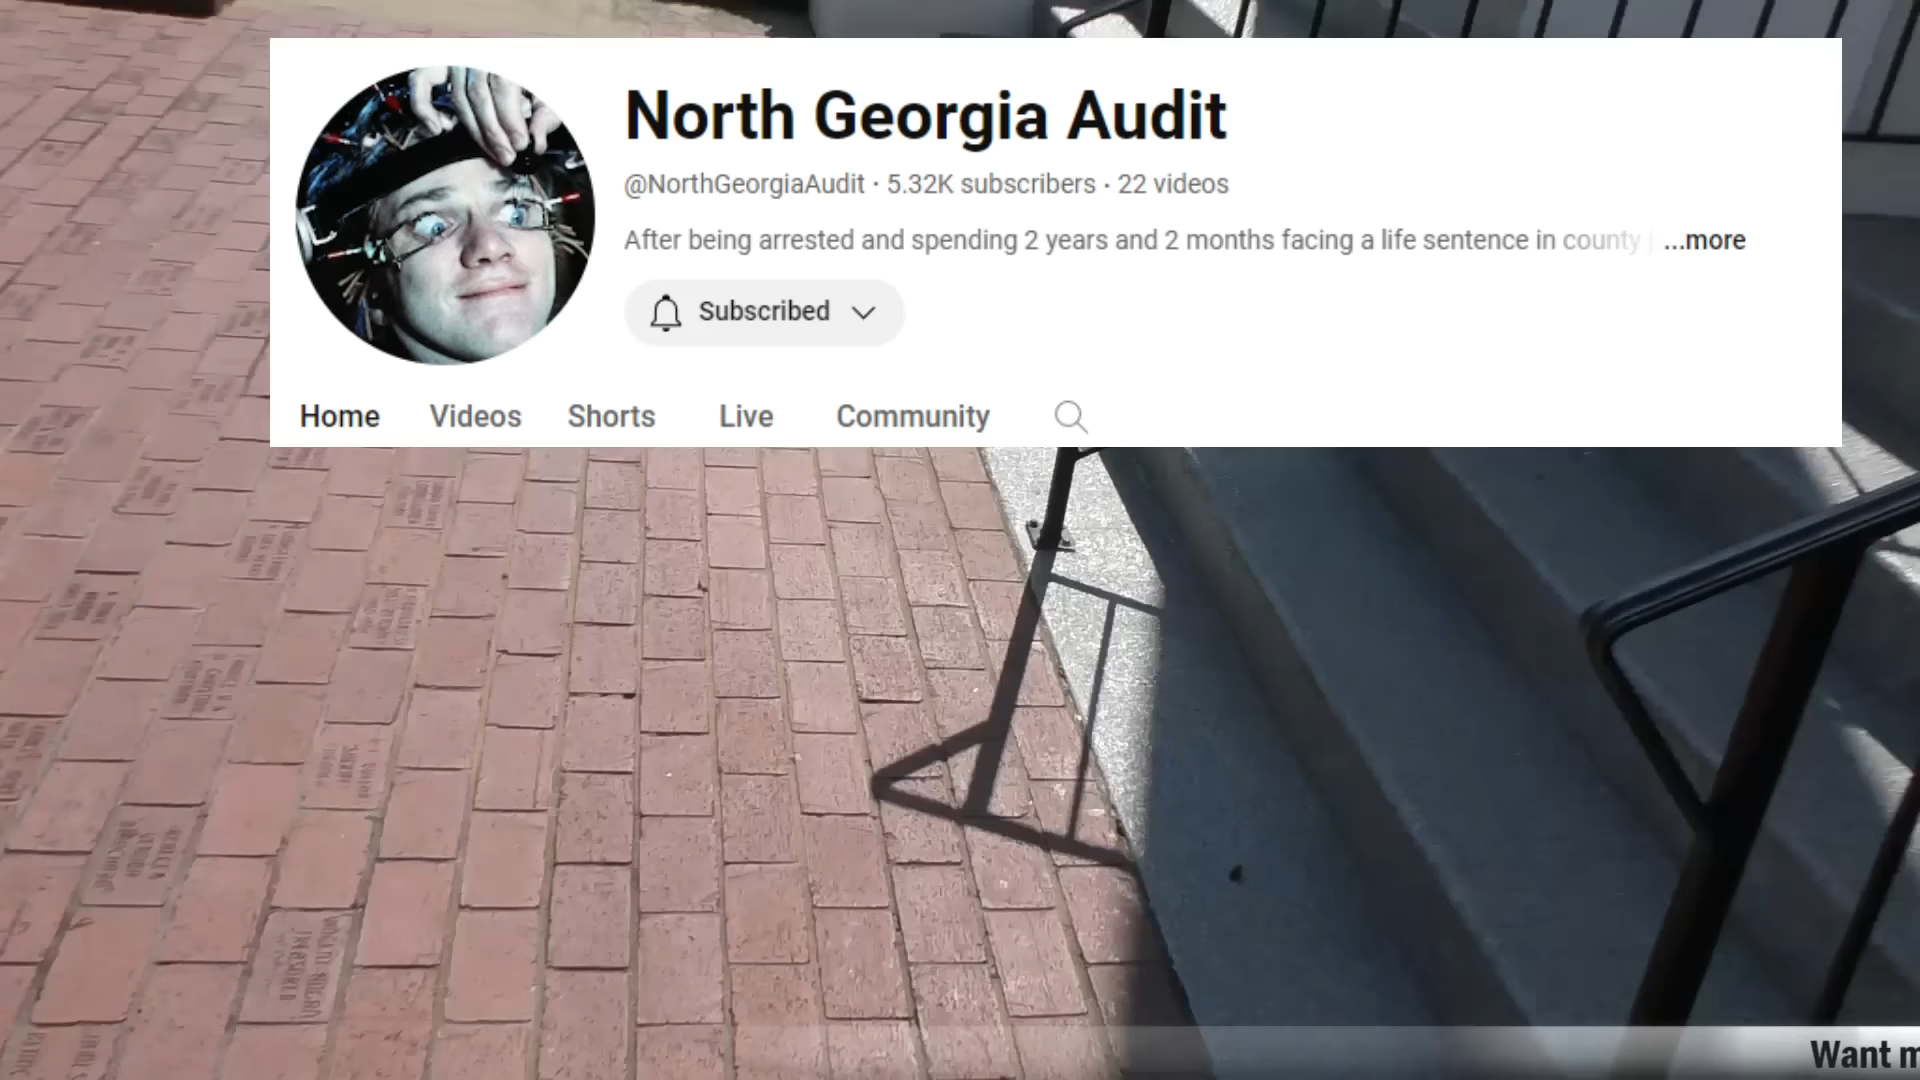 North Georgia Audit
@NorthGeorgiaAudit · 5.32K subscribers · 22 videos
After being arrested and spending 2 years and 2 months facing a life sentence in county ...more
Subscribed
Home Videos Shorts Live Community
Want m